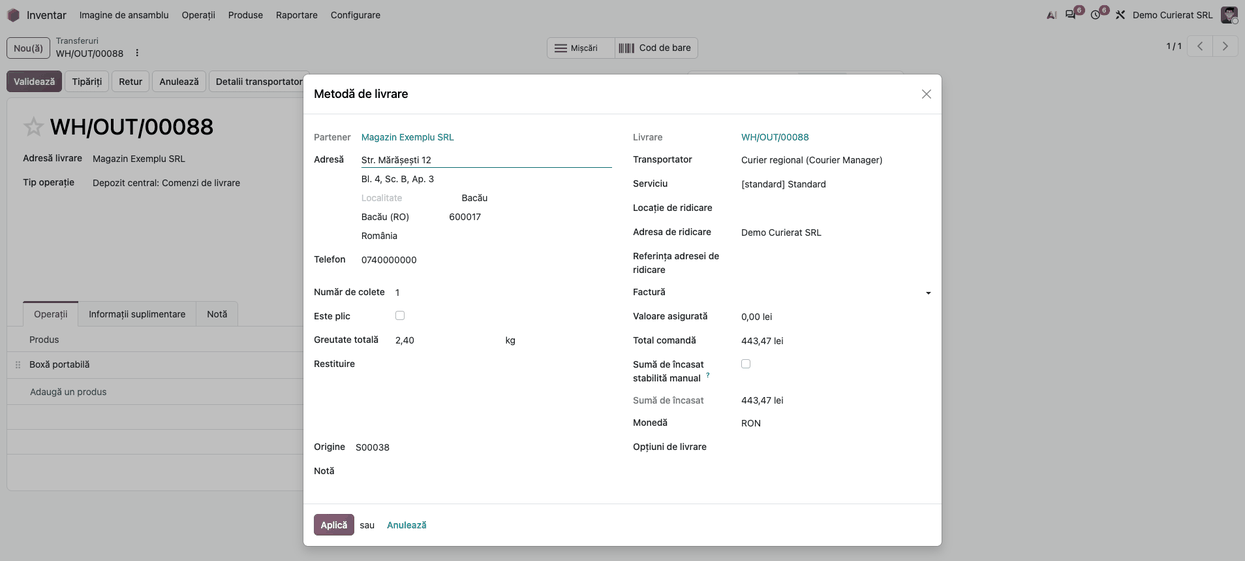 Inventar
Imagine de ansamblu
Operații
Produse
Raportare
Configurare
AI
6
6
Demo Curierat SRL
Nou(ă)
Transferuri
WH/OUT/00088
Mișcări
Cod de bare
1 / 1
Validează
Tipăriți
Retur
Anulează
Detalii transportator
WH/OUT/00088
Adresă livrare Magazin Exemplu SRL
Tip operație Depozit central: Comenzi de livrare
Operații
Informații suplimentare
Notă
Produs
Boxă portabilă
Adaugă un produs
Metodă de livrare
Partener Magazin Exemplu SRL
Adresă Str. Mărășești 12
Bl. 4, Sc. B, Ap. 3
Localitate Bacău
Bacău (RO) 600017
România
Telefon 0740000000
Număr de colete 1
Este plic
Greutate totală 2,40 kg
Restituire
Origine S00038
Notă
Livrare WH/OUT/00088
Transportator Curier regional (Courier Manager)
Serviciu [standard] Standard
Locație de ridicare
Adresa de ridicare Demo Curierat SRL
Referința adresei de
ridicare
Factură
Valoare asigurată 0,00 lei
Total comandă 443,47 lei
Sumă de încasat
stabilită manual ?
Sumă de încasat 443,47 lei
Monedă RON
Opțiuni de livrare
Aplică sau Anulează